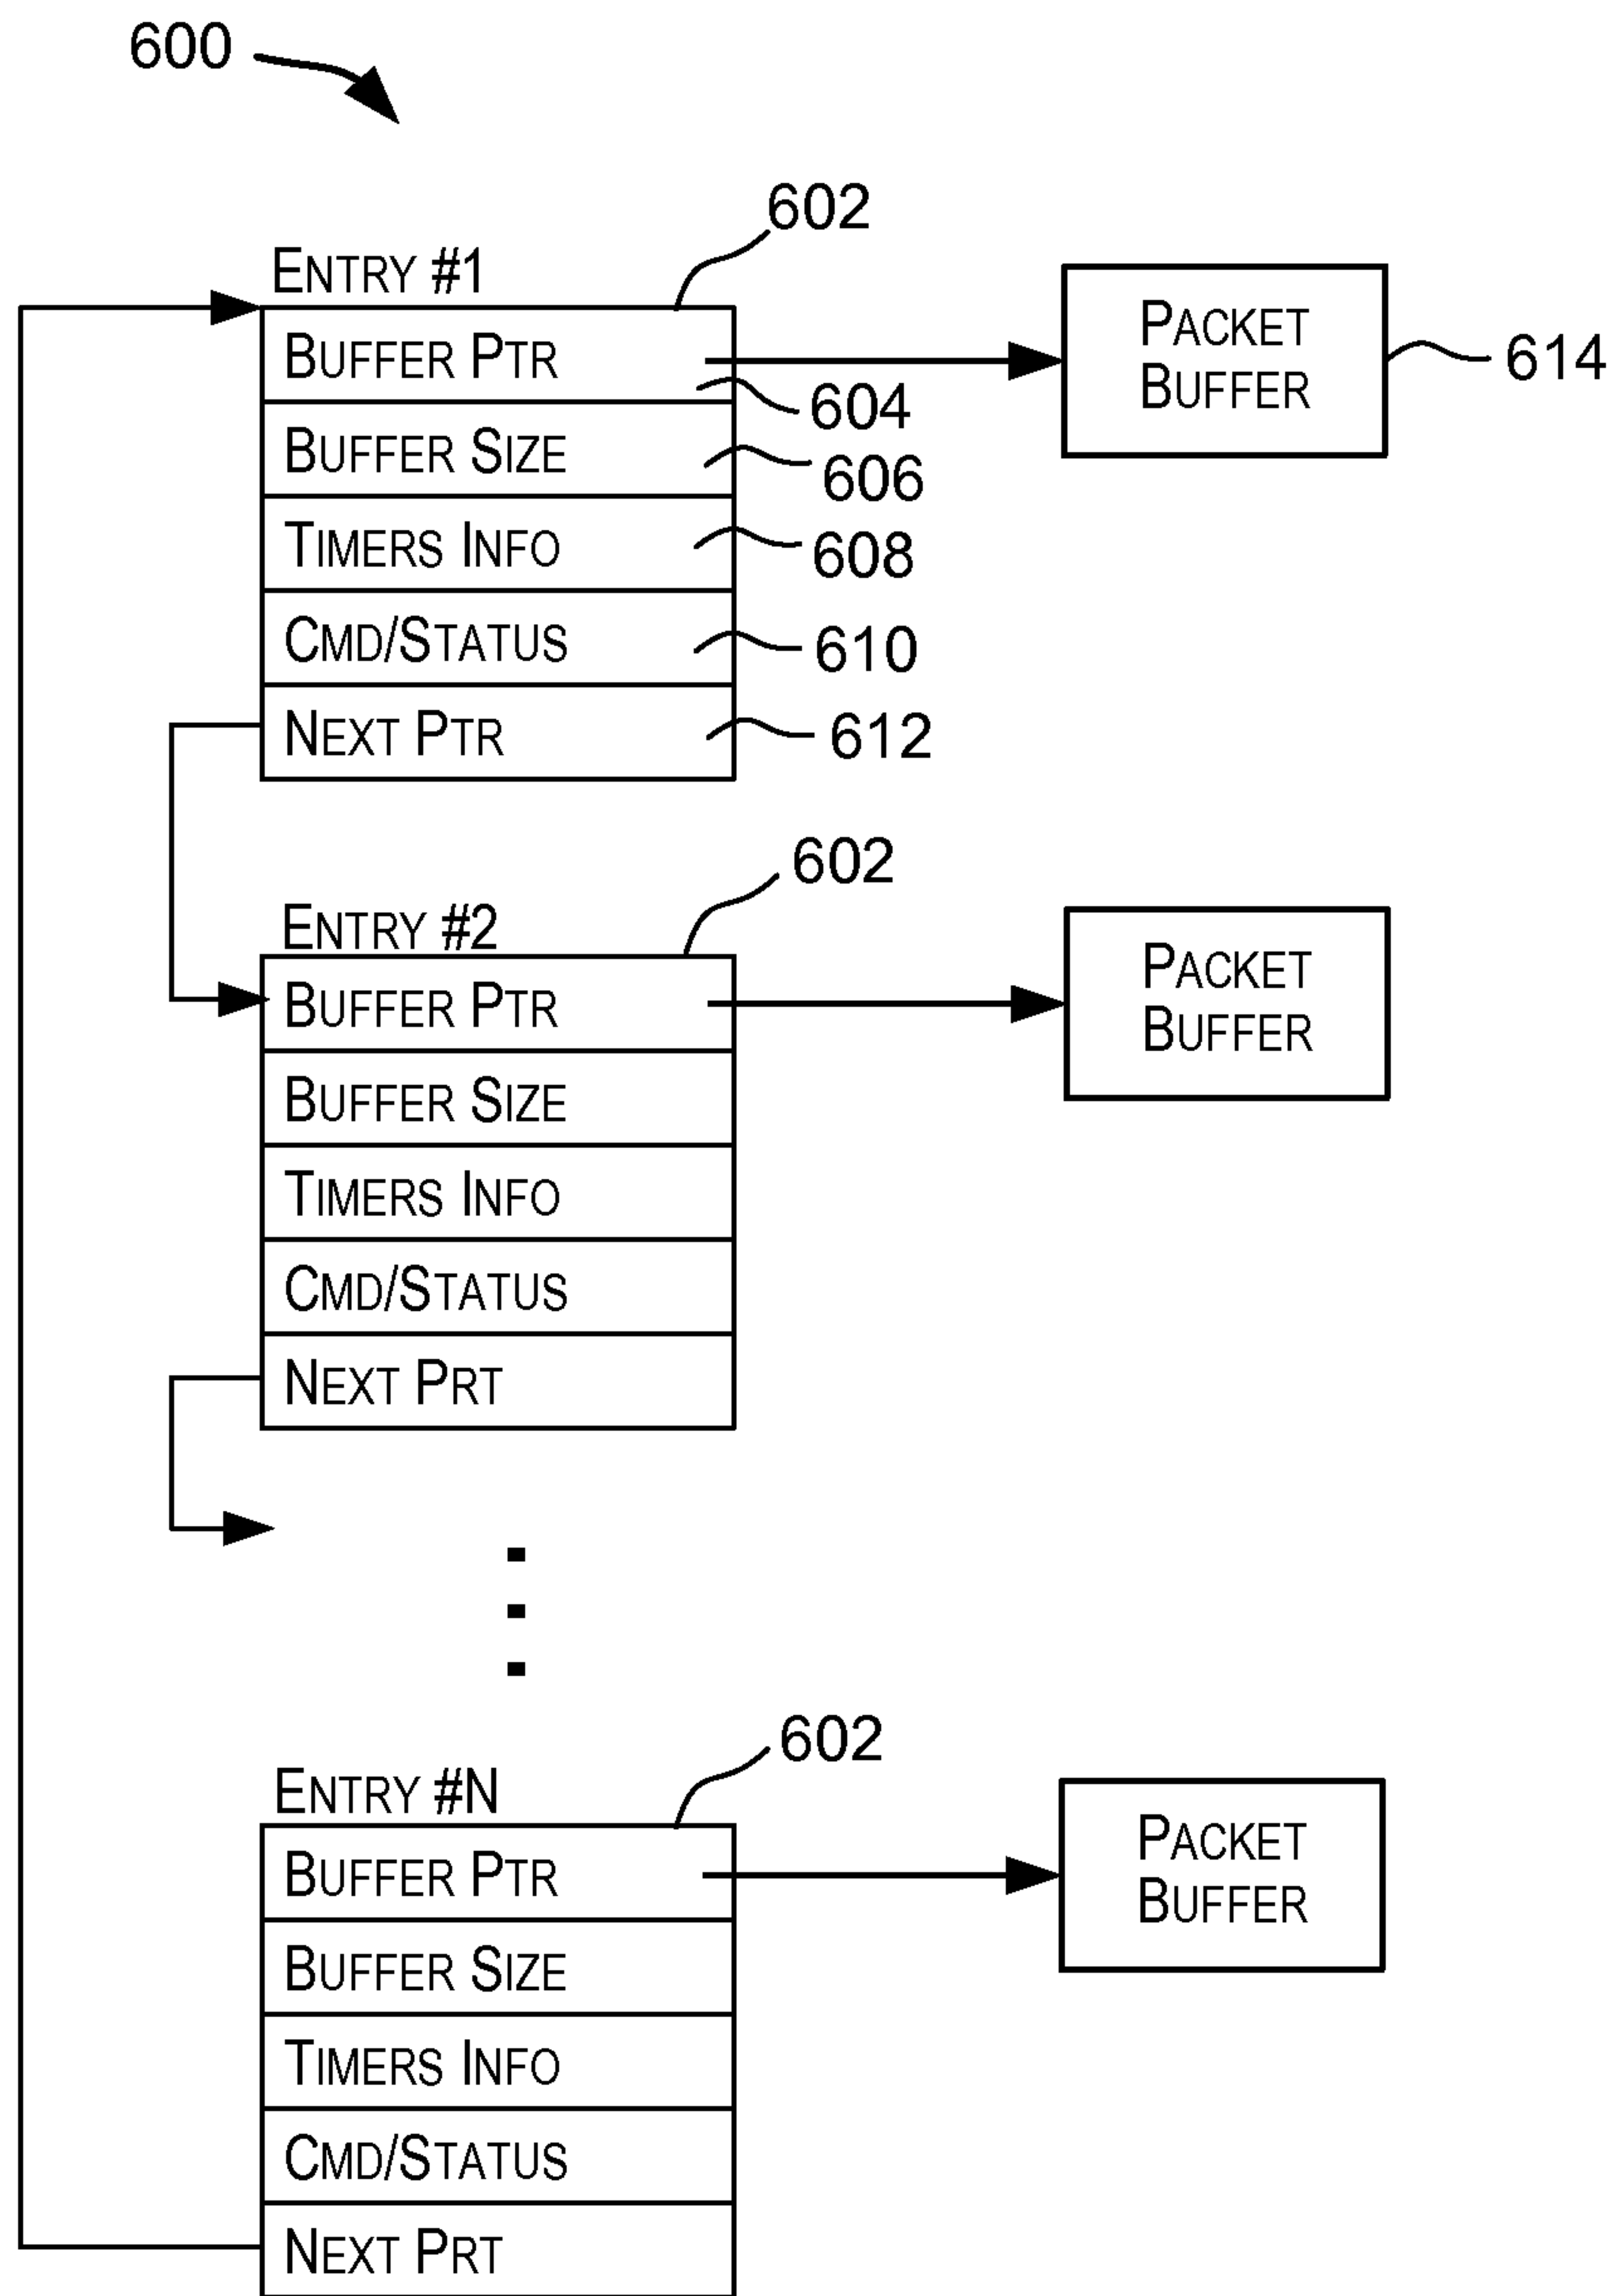 600
602
ENTRY #1
BUFFER PTR
604
PACKET
BUFFER
614
BUFFER SIZE
606
TIMERS INFO
608
CMD/STATUS
610
NEXT PTR
612
602
ENTRY #2
BUFFER PTR
PACKET
BUFFER
BUFFER SIZE
TIMERS INFO
CMD/STATUS
NEXT PRT
602
ENTRY #N
BUFFER PTR
PACKET
BUFFER
BUFFER SIZE
TIMERS INFO
CMD/STATUS
NEXT PRT